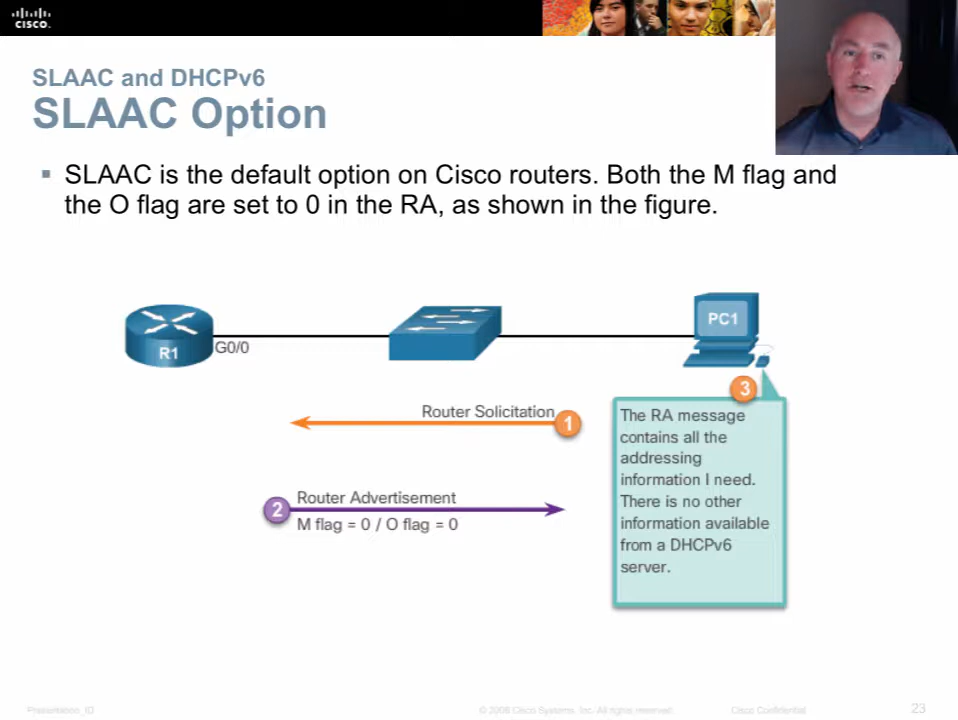 cisco.
SLAAC and DHCPv6
SLAAC Option
SLAAC is the default option on Cisco routers. Both the M flag and
the O flag are set to 0 in the RA, as shown in the figure.
R1
G0/0
PC1
Router Solicitation
1
2
Router Advertisement
M flag = 0 / O flag = 0
3
The RA message
contains all the
addressing
information I need.
There is no other
information available
from a DHCPv6
server.
Presentation_ID
© 2008 Cisco Systems, Inc. All rights reserved.
Cisco Confidential
23